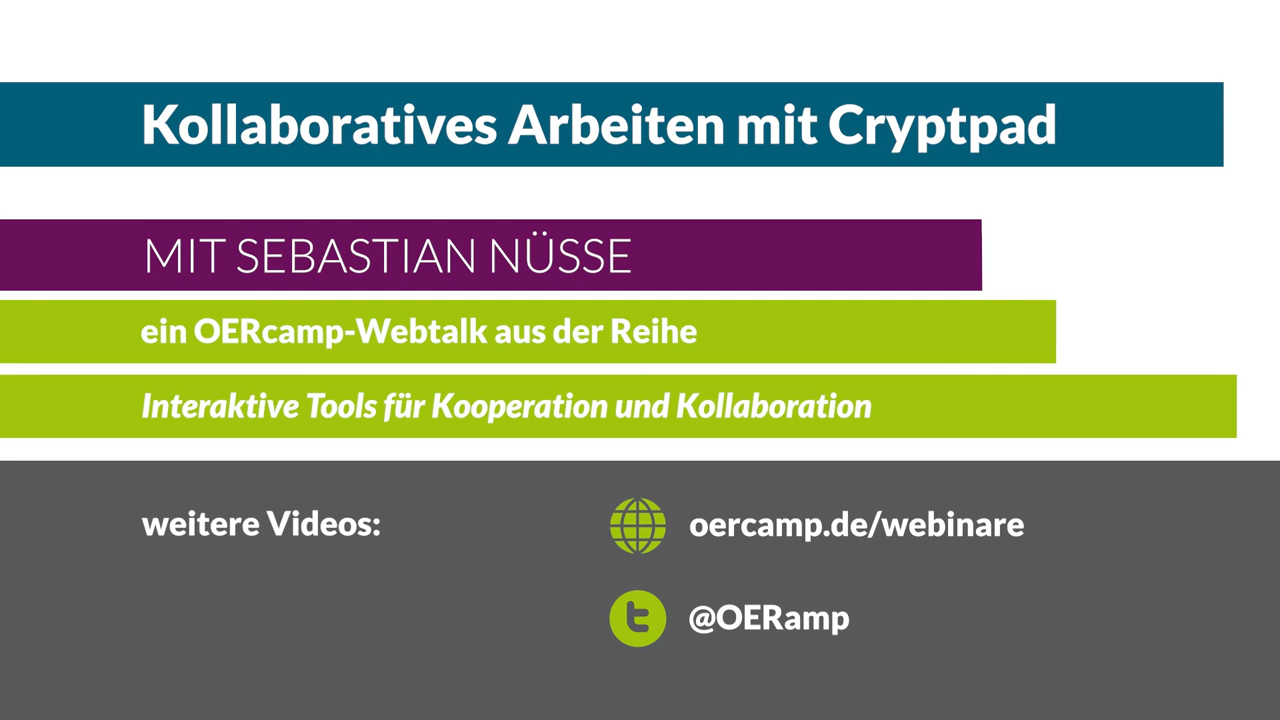 Kollaboratives Arbeiten mit Cryptpad
MIT SEBASTIAN NÜSSE
ein OERcamp-Webtalk aus der Reihe
Interaktive Tools für Kooperation und Kollaboration
weitere Videos:
oercamp.de/webinare
@OERamp